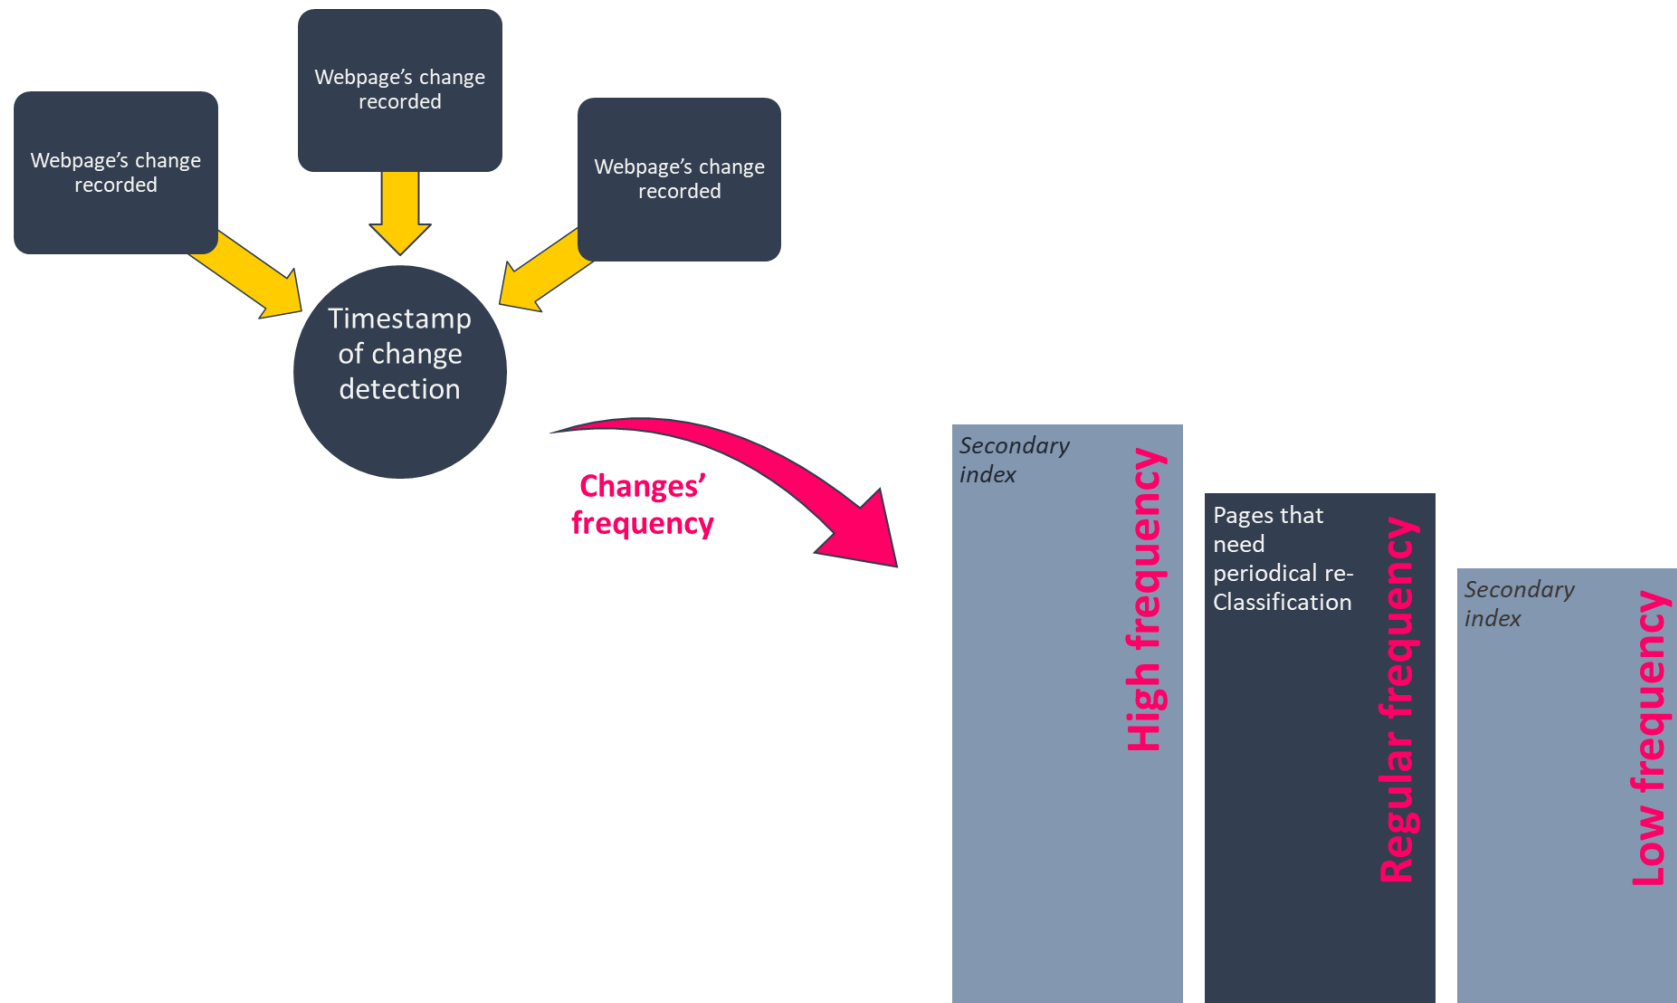 Webpage's change
recorded
Webpage's change
recorded
Webpage's change
recorded
Timestamp
of change
detection
Changes'
frequency
Secondary
index
High frequency
Pages that
need
periodical re-
Classification
Regular frequency
Secondary
index
Low frequency